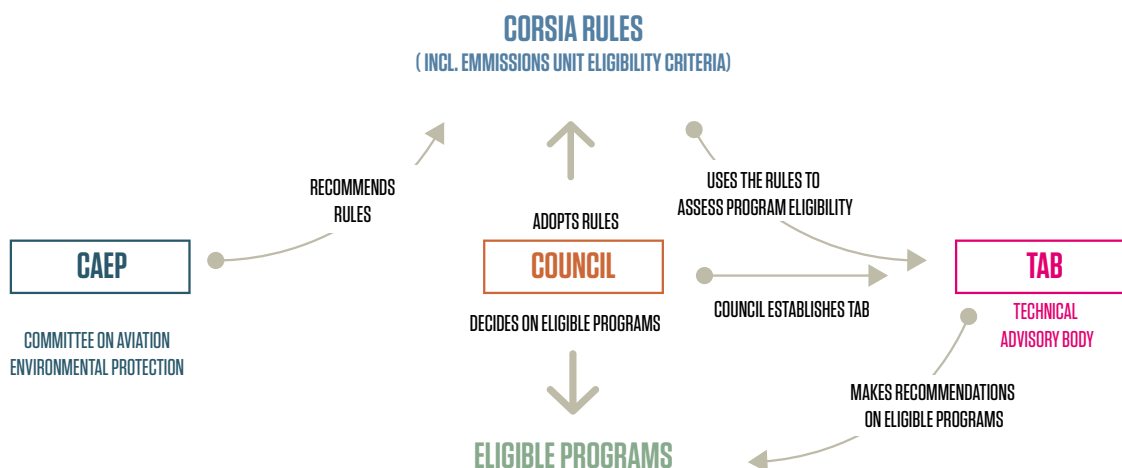 CORSIA RULES
( INCL. EMMISSIONS UNIT ELIGIBILITY CRITERIA)
RECOMMENDS
RULES
USES THE RULES TO
ASSESS PROGRAM ELIGIBILITY
ADOPTS RULES
CAEP
COUNCIL
TAB
COUNCIL ESTABLISHES TAB
DECIDES ON ELIGIBLE PROGRAMS
COMMITTEE ON AVIATION
ENVIRONMENTAL PROTECTION
TECHNICAL
ADVISORY BODY
MAKES RECOMMENDATIONS
ON ELIGIBLE PROGRAMS
ELIGIBLE PROGRAMS